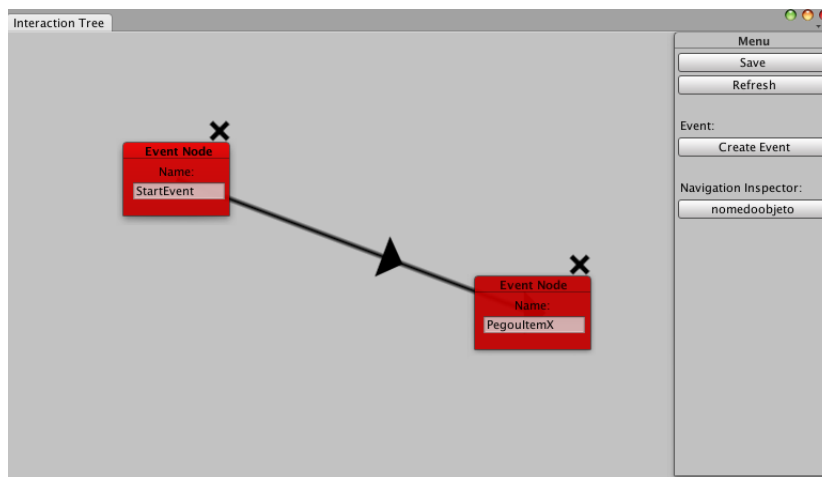 Interaction Tree
Menu
Save
Refresh
Event:
Create Event
Navigation Inspector:
nomedoobjeto
Event Node
Name:
StartEvent
Event Node
Name:
PegouItemX